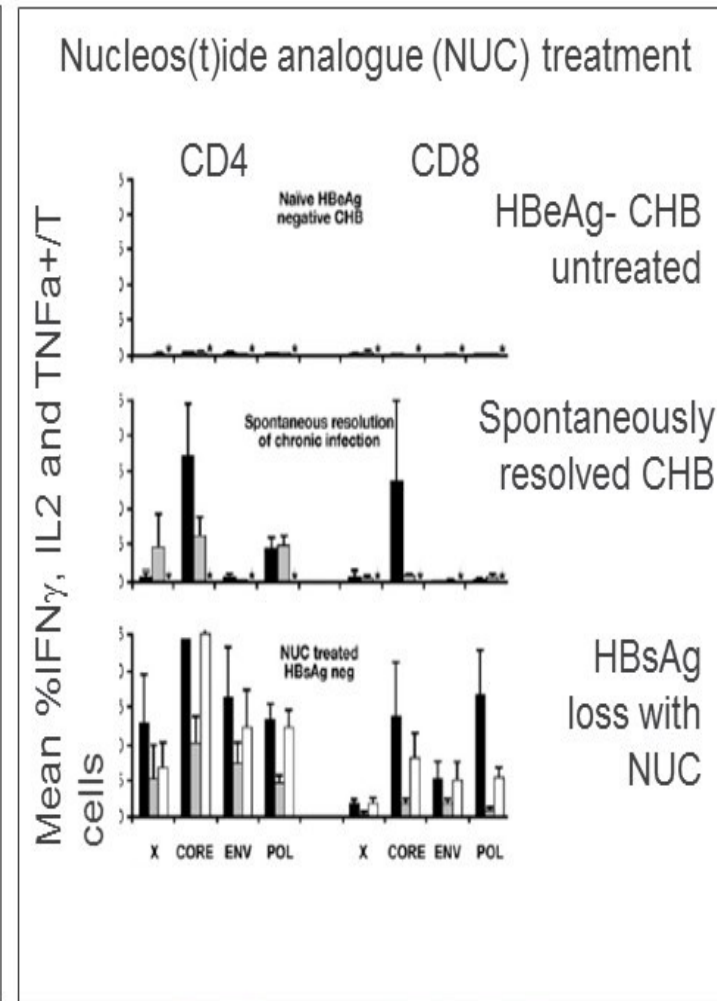 Nucleos(t)ide analogue (NUC) treatment
CD4
CD8
Naïve HBeAg
negative CHB
HBeAg- CHB
untreated
Spontaneous resolution
of chronic infection
Spontaneously
resolved CHB
NUC treated
HBsAg neg
HBsAg
loss with
NUC
Mean %IFNγ, IL2 and TNFa+/T
cells
X CORE ENV POL X CORE ENV POL